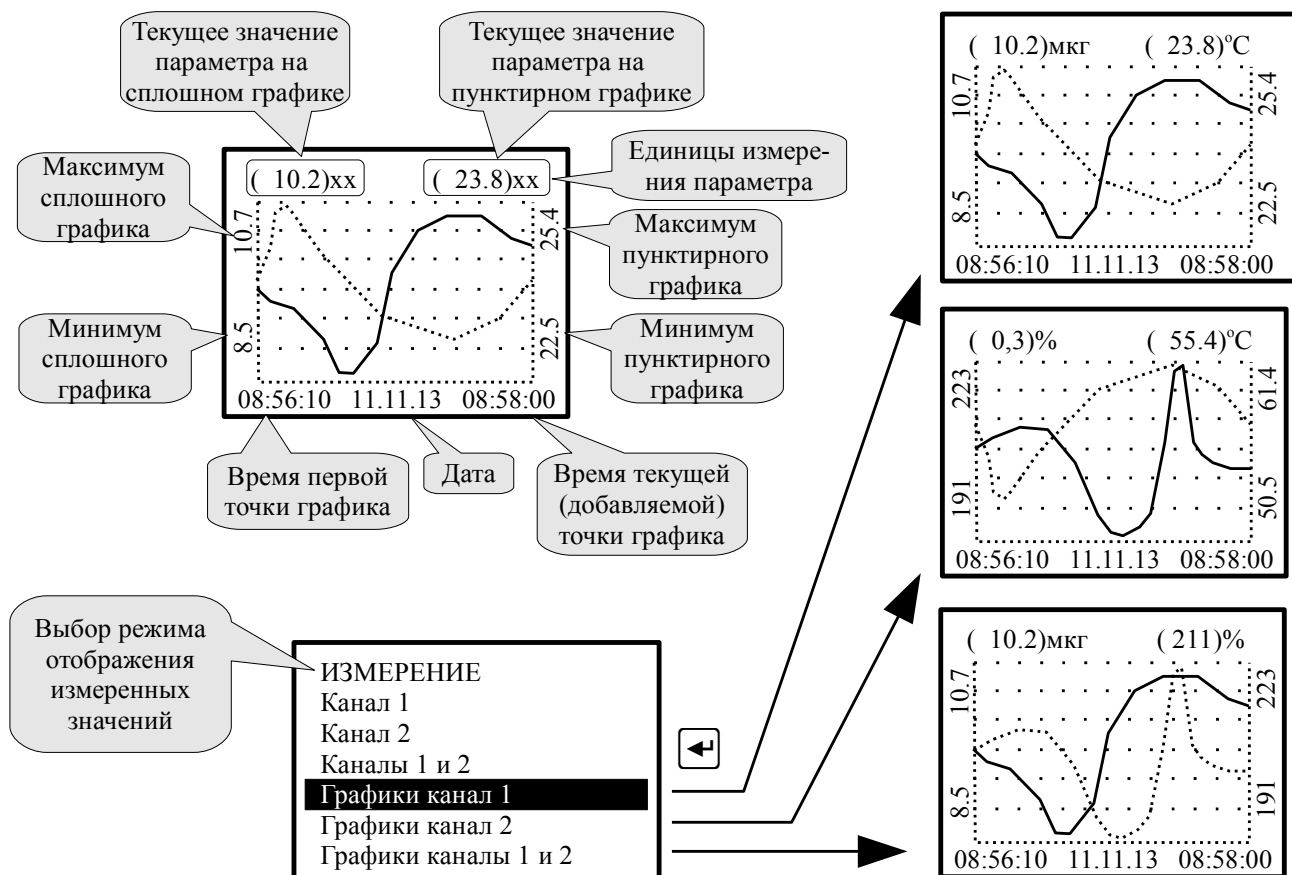 Текущее значение
параметра на
сплошном графике
Текущее значение
параметра на
пунктирном графике
Единицы измере-
ния параметра
Максимум
сплошного
графика
Максимум
пунктирного
графика
Минимум
сплошного
графика
Минимум
пунктирного
графика
( 10.2)хх
( 23.8)хх
10.7
8.5
25.4
22.5
08:56:10 11.11.13 08:58:00
Время первой
точки графика
Дата
Время текущей
(добавляемой)
точки графика
Выбор режима
отображения
измеренных
значений
ИЗМЕРЕНИЕ
Канал 1
Канал 2
Каналы 1 и 2
Графики канал 1
Графики канал 2
Графики каналы 1 и 2
( 10.2)мкг ( 23.8)°С
10.7
8.5
25.4
22.5
08:56:10 11.11.13 08:58:00
( 0,3)% ( 55.4)°С
223
191
61.4
50.5
08:56:10 11.11.13 08:58:00
( 10.2)мкг (211)%
10.7
8.5
223
191
08:56:10 11.11.13 08:58:00